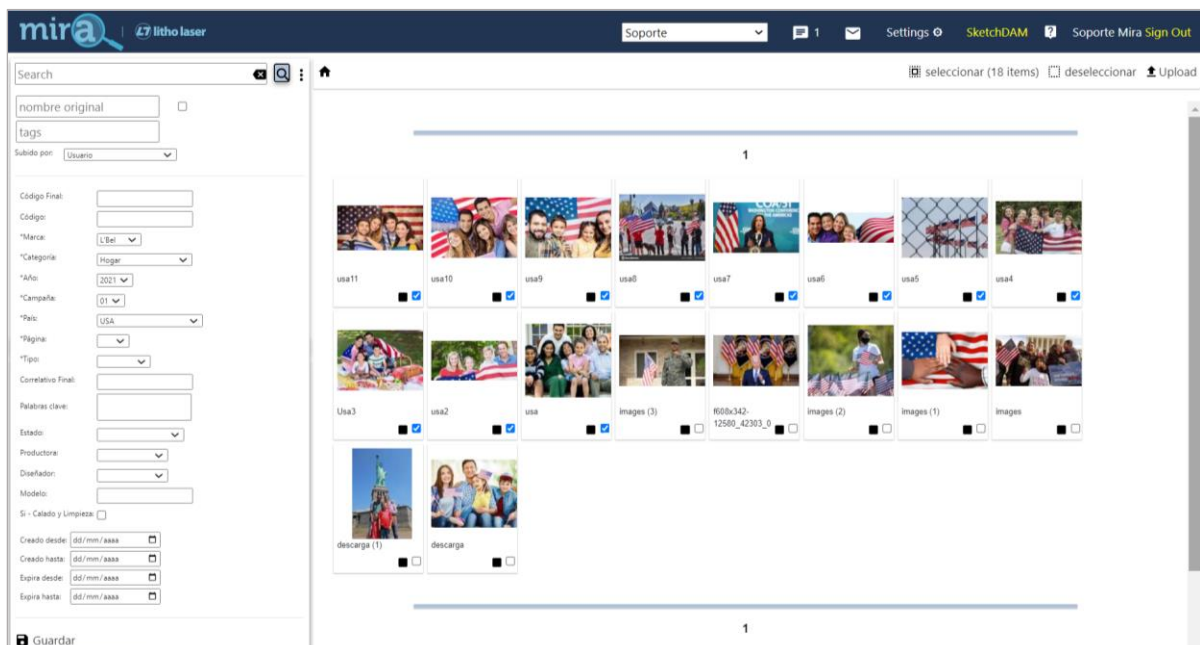 mira litho laser Soporte 1 Settings SketchDAM Soporte Mira Sign Out
Search
seleccionar (18 items) deseleccionar Upload
nombre original
tags
Subido por: Usuario
1
Código Final:
Código:
*Marca: L'Bel
*Categoria: Hogar
*Año: 2021
*Campaña: 01
*País: USA
*Página:
*Tipo:
Correlativo Final:
Palabras clave:
Estado:
Productora:
Diseñador:
Modelo:
Si - Calado y Limpieza:
Creado desde: dd/mm/aaaa
Creado hasta: dd/mm/aaaa
Expira desde: dd/mm/aaaa
Expira hasta: dd/mm/aaaa
Guardar
usa11 usa10 usa9 usa8 usa7 usa6 usa5 usa4
Usa3 usa2 usa images (3) f608x342-
12580_42303_0 images (2) images (1) images
descarga (1) descarga
1